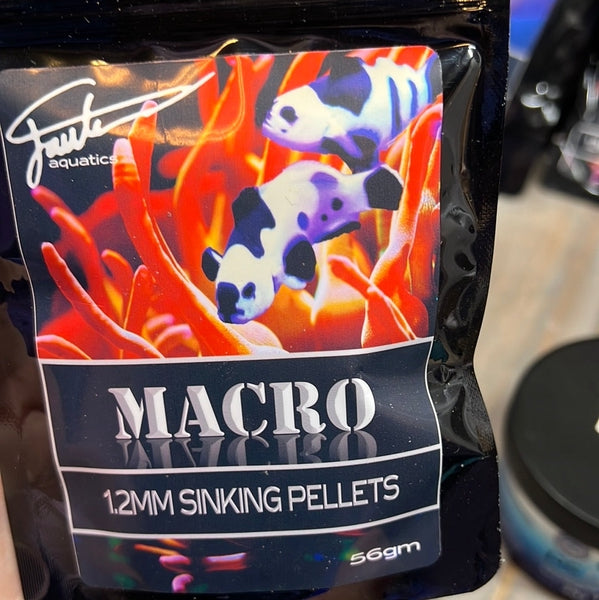 aquatics
MACRO
1.2MM SINKING PELLETS
56gm